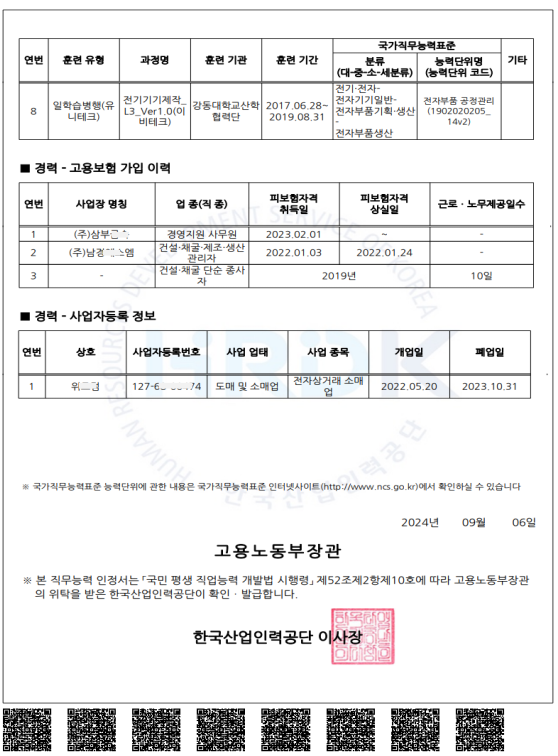 연번 훈련 유형 과정명 훈련 기관 훈련 기간 국가직무능력표준 기타
분류 (대-중-소-세분류) 능력단위명 (능력단위 코드)
8 일학습병행(유니테크) 전기기기제작_L3_Ver1.0(이비테크) 강동대학교산학협력단 2017.06.28~2019.08.31 전기·전자-전자기기일반-전자부품기획·생산-전자부품생산 전자부품 공정관리 (1902020205_14v2)
■ 경력 - 고용보험 가입 이력
연번 사업장 명칭 업 종(직 종) 피보험자격 취득일 피보험자격 상실일 근로 · 노무제공일수
1 (주)삼부 경영지원 사무원 2023.02.01 ~ -
2 (주)남경 엠 건설·채굴·제조·생산 관리자 2022.01.03 2022.01.24 -
3 - 건설·채굴 단순 종사자 2019년 10일
■ 경력 - 사업자등록 정보
연번 상호 사업자등록번호 사업 업태 사업 종목 개업일 폐업일
1 위 127-6 74 도매 및 소매업 전자상거래 소매업 2022.05.20 2023.10.31
※ 국가직무능력표준 능력단위에 관한 내용은 국가직무능력표준 인터넷사이트(http://www.ncs.go.kr)에서 확인하실 수 있습니다
2024년 09월 06일
고용노동부장관
※ 본 직무능력 인정서는 「국민 평생 직업능력 개발법 시행령」 제52조제2항제10호에 따라 고용노동부장관
의 위탁을 받은 한국산업인력공단이 확인 · 발급합니다.
한국산업인력공단 이사장
HUMAN RESOURCES DEVELOPMENT SERVICE OF KOREA
HRDK
한국산업인력공단